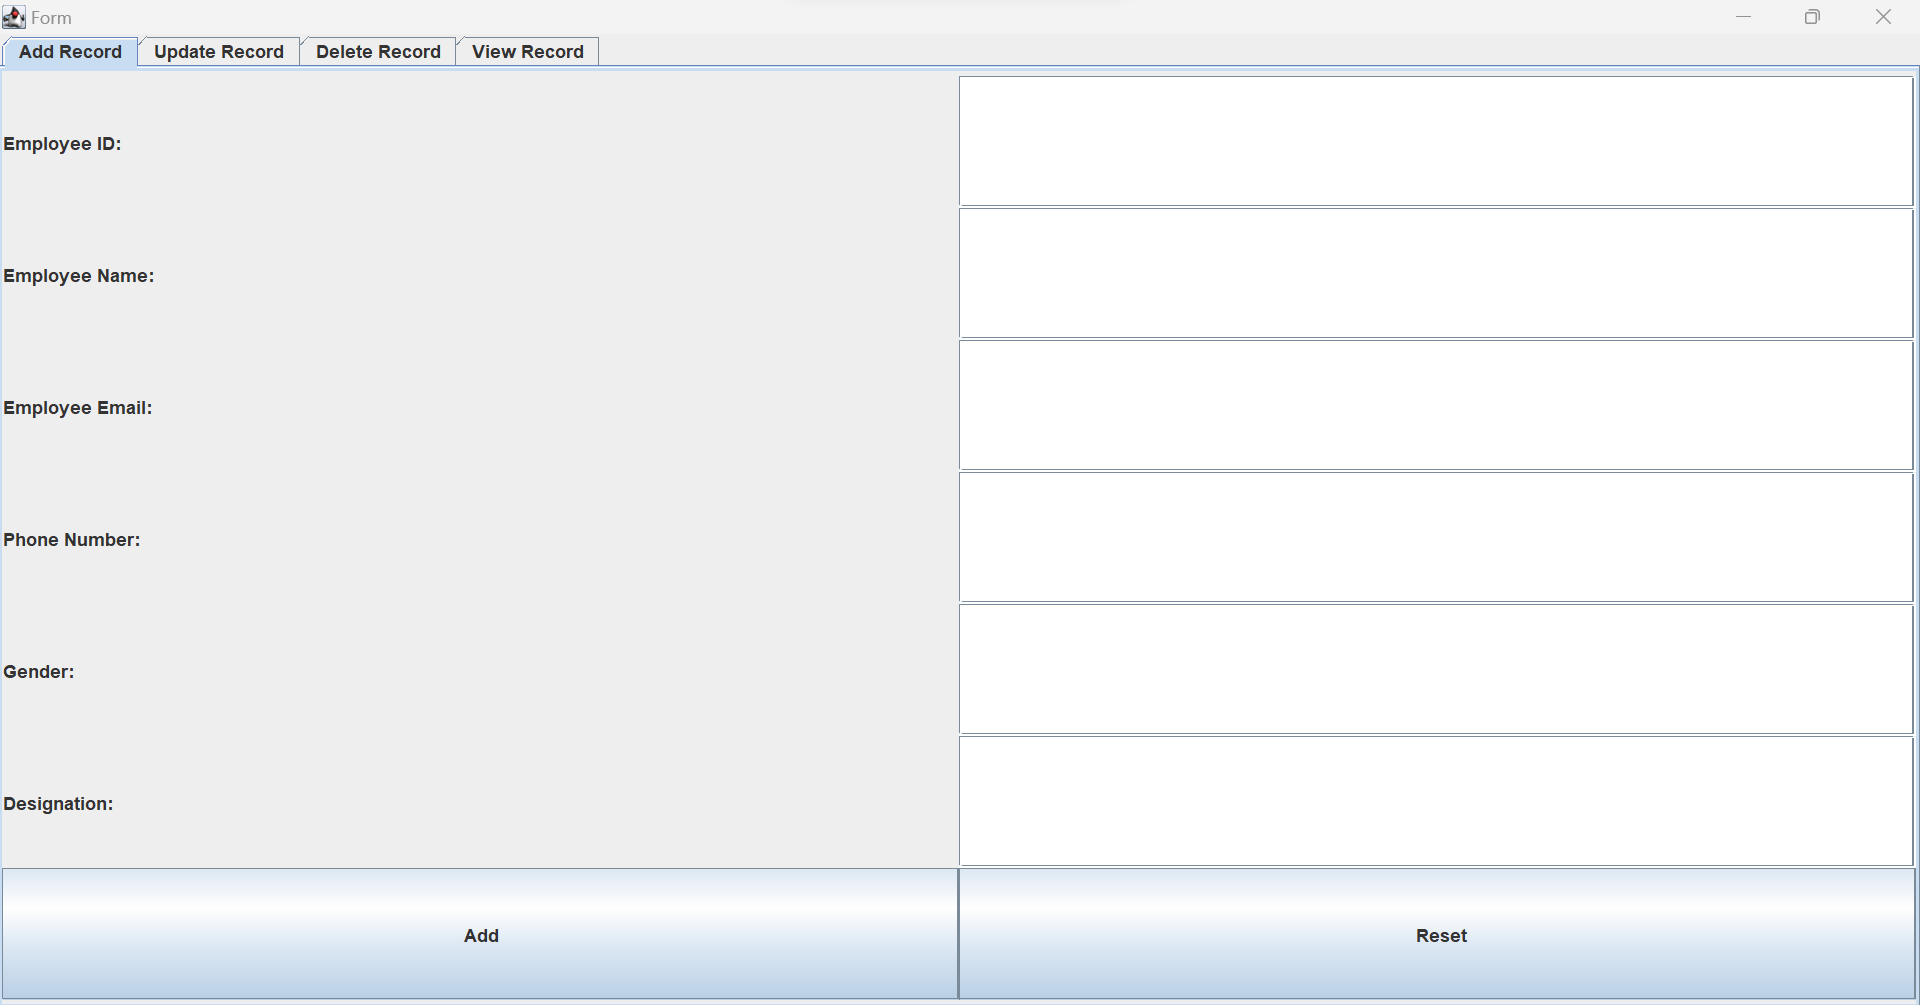 Form
Add Record Update Record Delete Record View Record
Employee ID:
Employee Name:
Employee Email:
Phone Number:
Gender:
Designation:
Add Reset